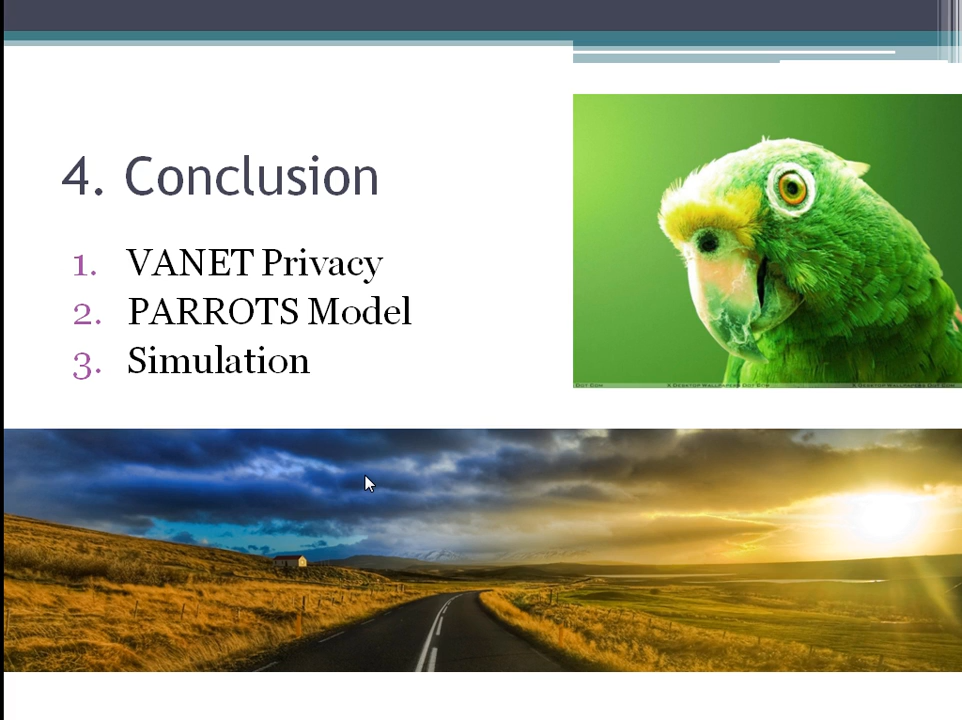 4. Conclusion
1. VANET Privacy
2. PARROTS Model
3. Simulation